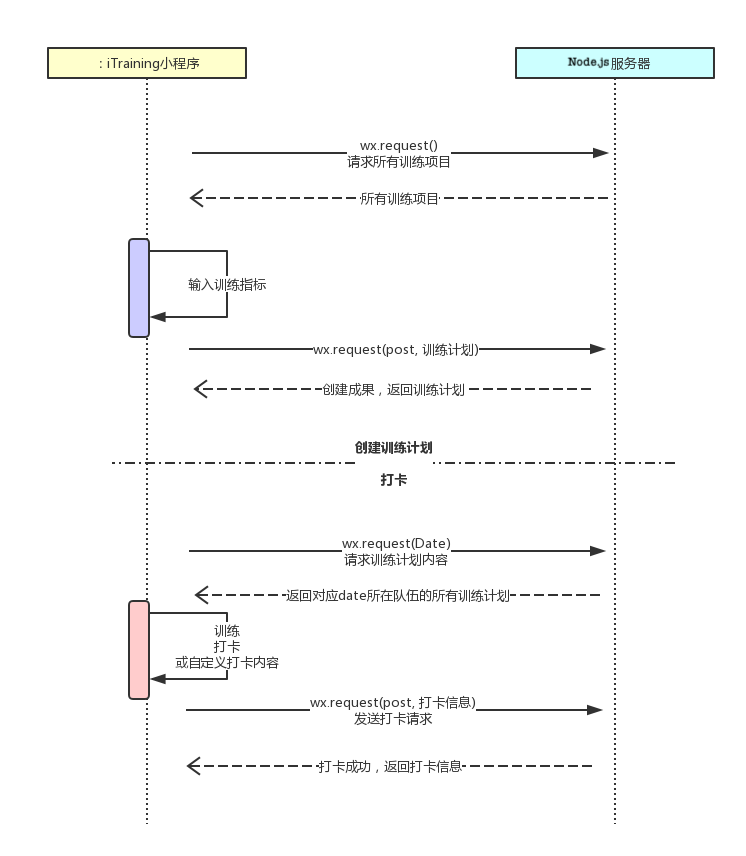 : iTraining小程序
Node.js服务器
wx.request()
请求所有训练项目
所有训练项目
输入训练指标
wx.request(post, 训练计划)
创建成果，返回训练计划
创建训练计划
打卡
wx.request(Date)
请求训练计划内容
返回对应date所在队伍的所有训练计划
训练
打卡
或自定义打卡内容
wx.request(post, 打卡信息)
发送打卡请求
打卡成功，返回打卡信息